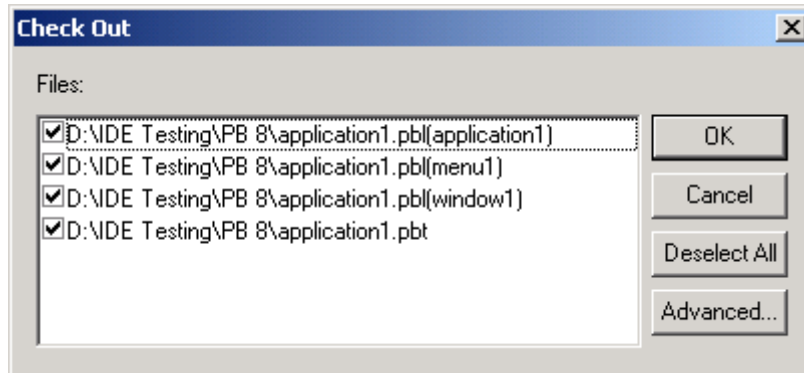 Check Out
Files:
D:\IDE Testing\PB 8\application1.pbl(application1)
D:\IDE Testing\PB 8\application1.pbl(menu1)
D:\IDE Testing\PB 8\application1.pbl(window1)
D:\IDE Testing\PB 8\application1.pbt
OK
Cancel
Deselect All
Advanced...